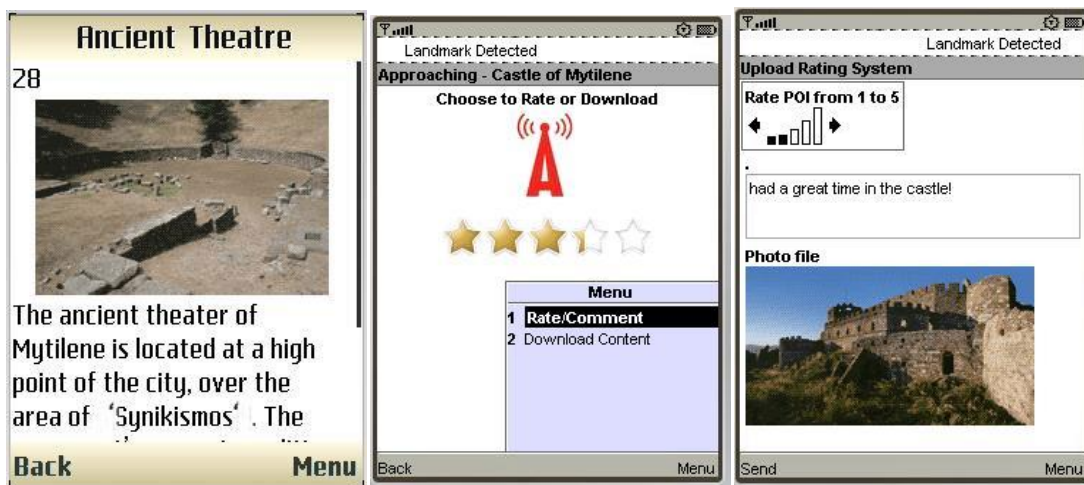 Ancient Theatre
28
The ancient theater of
Mytilene is located at a high
point of the city, over the
area of ‘Synikismos‘ . The
Back Menu
Landmark Detected
Approaching - Castle of Mytilene
Choose to Rate or Download
Menu
1 Rate/Comment
2 Download Content
Back Menu
Landmark Detected
Upload Rating System
Rate POI from 1 to 5
.
had a great time in the castle!
Photo file
Send Menu